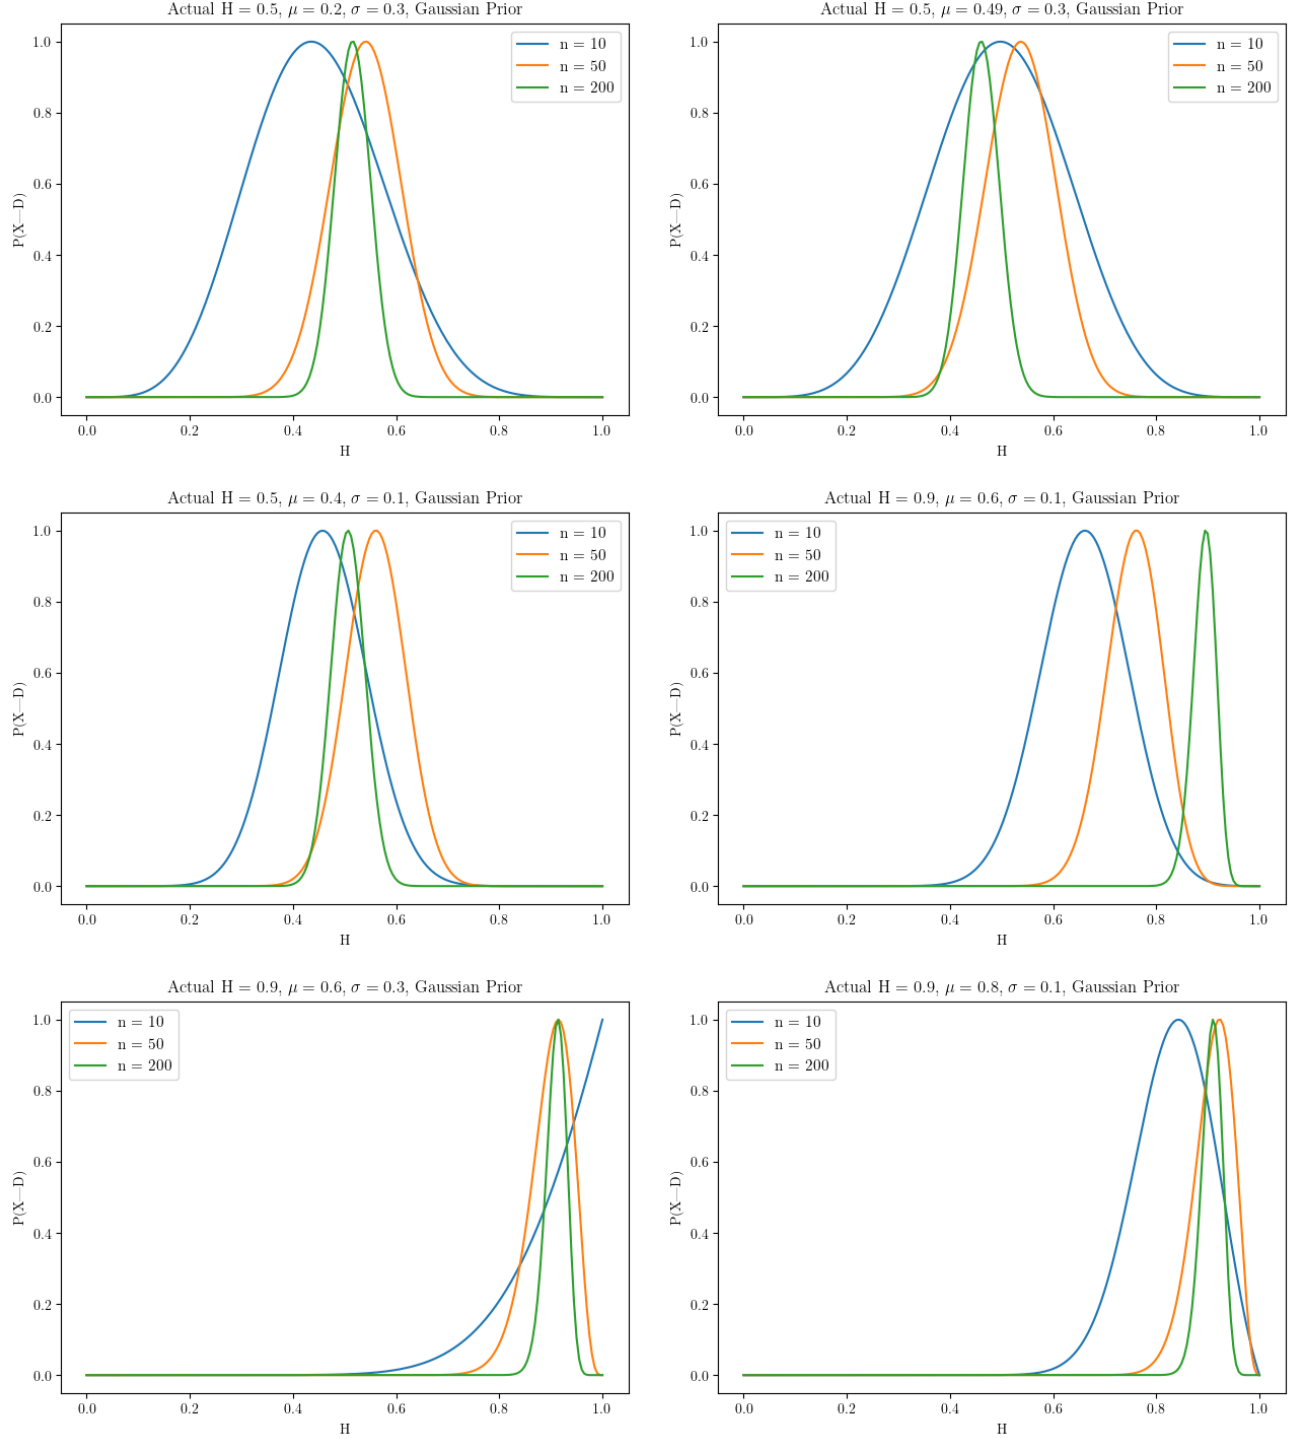 Actual H = 0.5, μ = 0.2, σ = 0.3, Gaussian Prior
1.0
0.8
0.6
0.4
0.2
0.0
P(X—D)
n = 10
n = 50
n = 200
0.0 0.2 0.4 0.6 0.8 1.0
H
Actual H = 0.5, μ = 0.49, σ = 0.3, Gaussian Prior
1.0
0.8
0.6
0.4
0.2
0.0
P(X—D)
n = 10
n = 50
n = 200
0.0 0.2 0.4 0.6 0.8 1.0
H
Actual H = 0.5, μ = 0.4, σ = 0.1, Gaussian Prior
1.0
0.8
0.6
0.4
0.2
0.0
P(X—D)
n = 10
n = 50
n = 200
0.0 0.2 0.4 0.6 0.8 1.0
H
Actual H = 0.9, μ = 0.6, σ = 0.1, Gaussian Prior
1.0
0.8
0.6
0.4
0.2
0.0
P(X—D)
n = 10
n = 50
n = 200
0.0 0.2 0.4 0.6 0.8 1.0
H
Actual H = 0.9, μ = 0.6, σ = 0.3, Gaussian Prior
1.0
0.8
0.6
0.4
0.2
0.0
P(X—D)
n = 10
n = 50
n = 200
0.0 0.2 0.4 0.6 0.8 1.0
H
Actual H = 0.9, μ = 0.8, σ = 0.1, Gaussian Prior
1.0
0.8
0.6
0.4
0.2
0.0
P(X—D)
n = 10
n = 50
n = 200
0.0 0.2 0.4 0.6 0.8 1.0
H